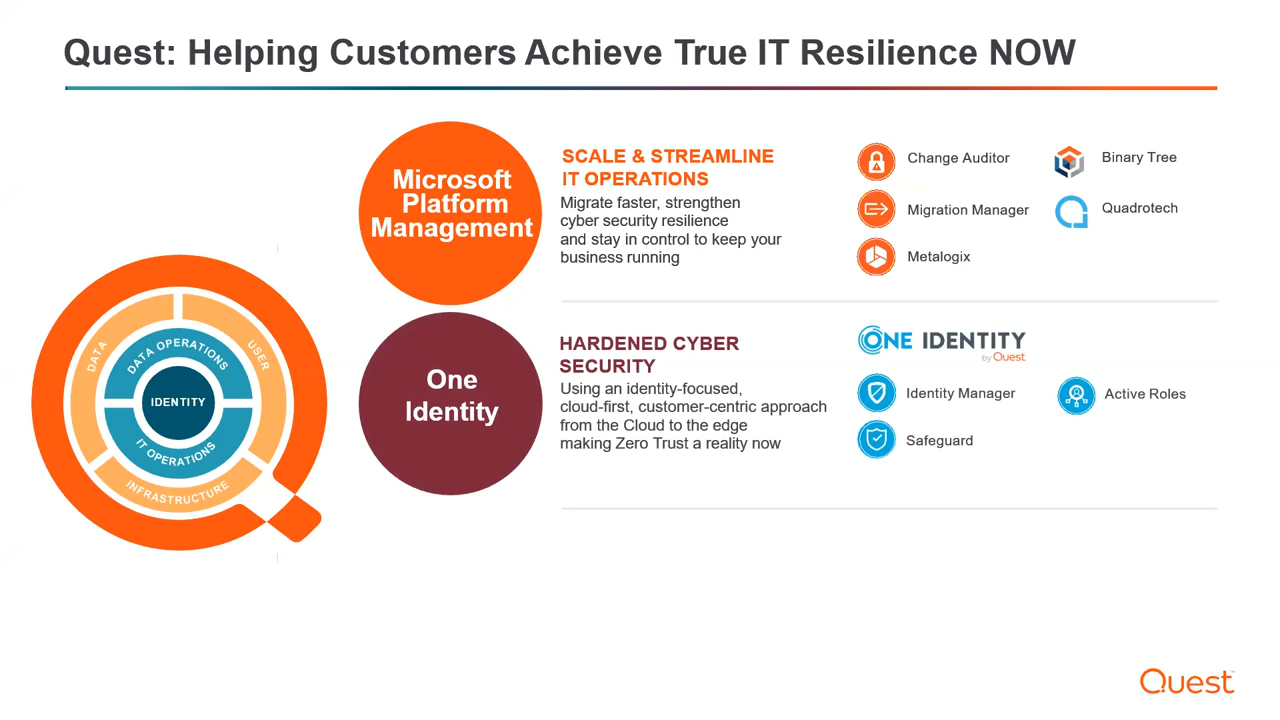 Quest: Helping Customers Achieve True IT Resilience NOW
DATA
USER
DATA OPERATIONS
IDENTITY
IT OPERATIONS
INFRASTRUCTURE
Microsoft
Platform
Management
SCALE & STREAMLINE
IT OPERATIONS
Migrate faster, strengthen
cyber security resilience
and stay in control to keep your
business running
Change Auditor
Migration Manager
Metalogix
Binary Tree
Quadrotech
One
Identity
HARDENED CYBER
SECURITY
Using an identity-focused,
cloud-first, customer-centric approach
from the Cloud to the edge
making Zero Trust a reality now
ONE IDENTITY
by Quest
Identity Manager
Safeguard
Active Roles
Quest